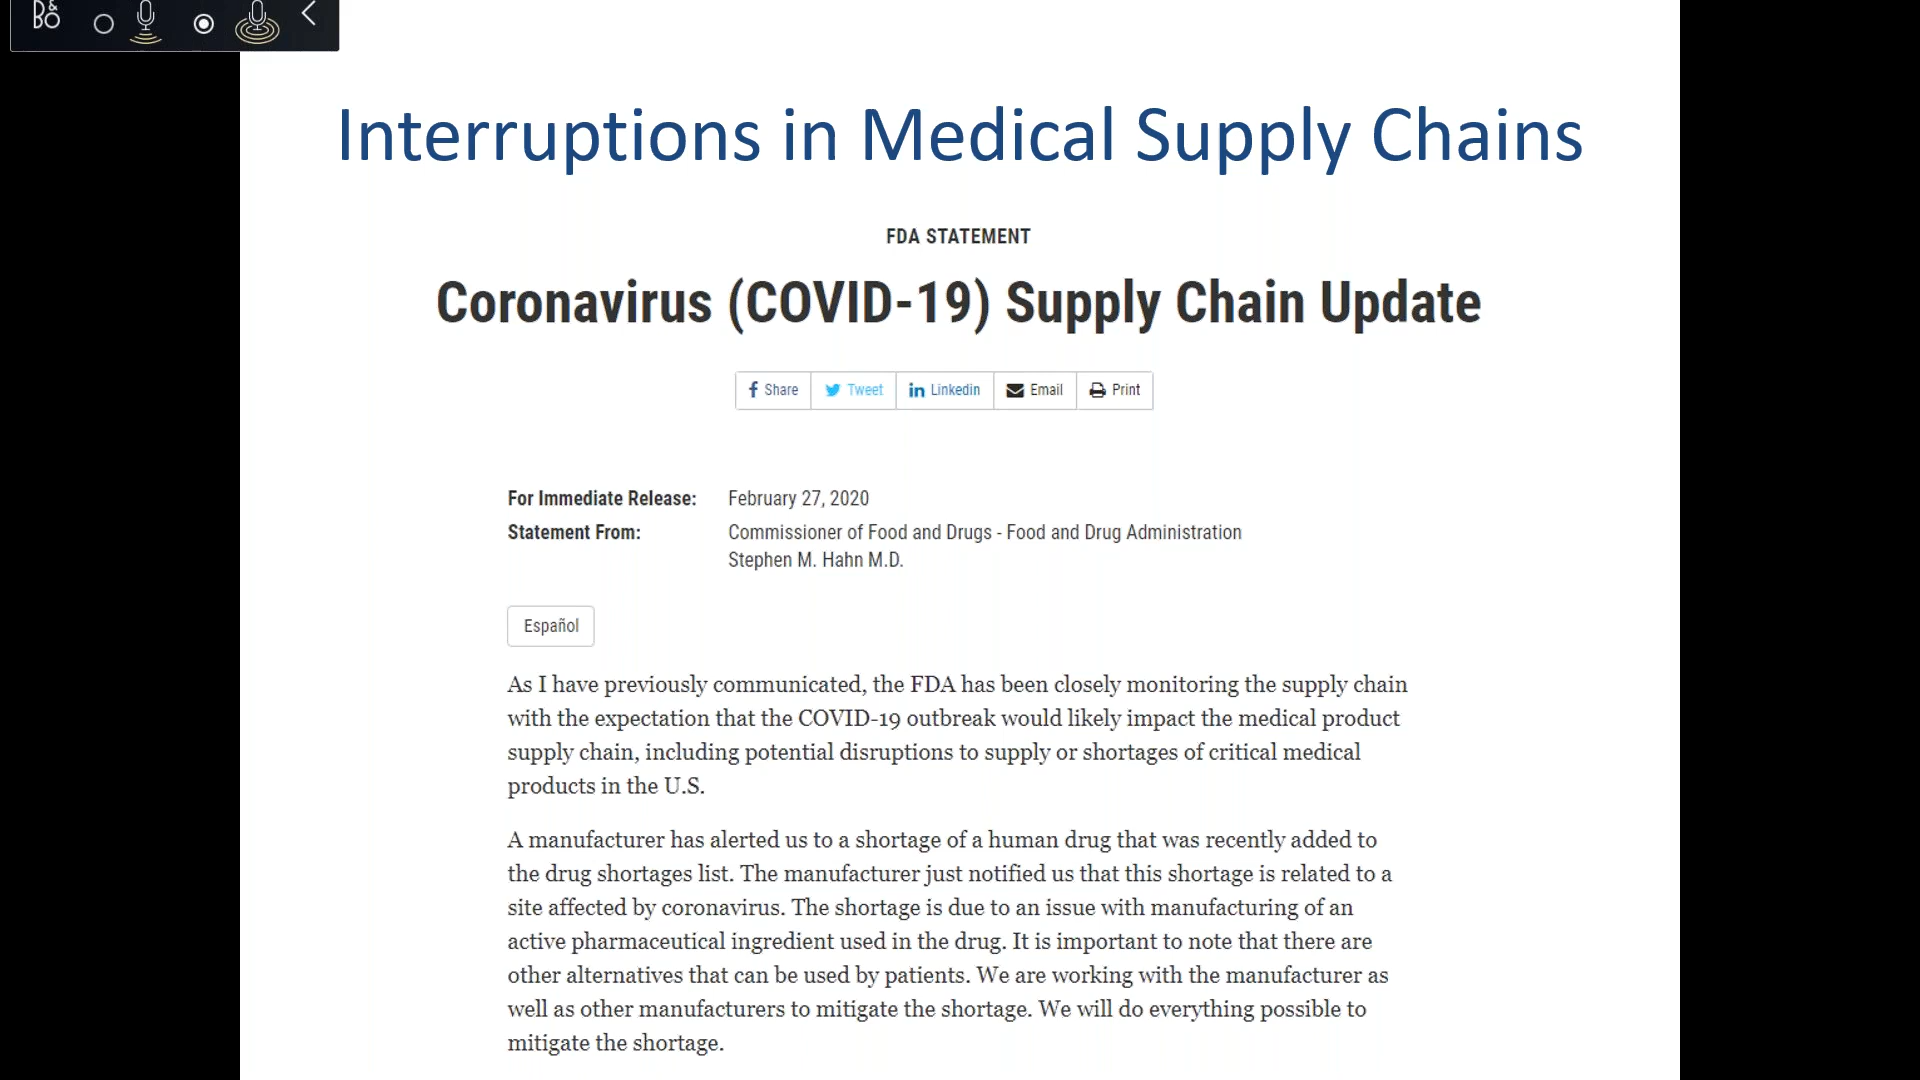 B&O
Interruptions in Medical Supply Chains
FDA STATEMENT
Coronavirus (COVID-19) Supply Chain Update
Share Tweet Linkedin Email Print
For Immediate Release: February 27, 2020
Statement From: Commissioner of Food and Drugs - Food and Drug Administration
Stephen M. Hahn M.D.
Español
As I have previously communicated, the FDA has been closely monitoring the supply chain
with the expectation that the COVID-19 outbreak would likely impact the medical product
supply chain, including potential disruptions to supply or shortages of critical medical
products in the U.S.
A manufacturer has alerted us to a shortage of a human drug that was recently added to
the drug shortages list. The manufacturer just notified us that this shortage is related to a
site affected by coronavirus. The shortage is due to an issue with manufacturing of an
active pharmaceutical ingredient used in the drug. It is important to note that there are
other alternatives that can be used by patients. We are working with the manufacturer as
well as other manufacturers to mitigate the shortage. We will do everything possible to
mitigate the shortage.